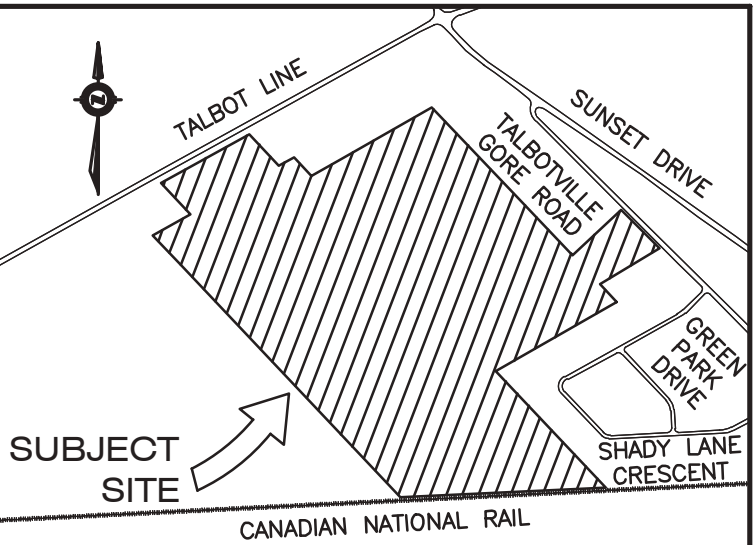 TALBOT LINE
SUNSET DRIVE
TALBOTVILLE
GORE ROAD
GREEN
PARK
DRIVE
SHADY LANE
CRESCENT
SUBJECT
SITE
CANADIAN NATIONAL RAIL
N